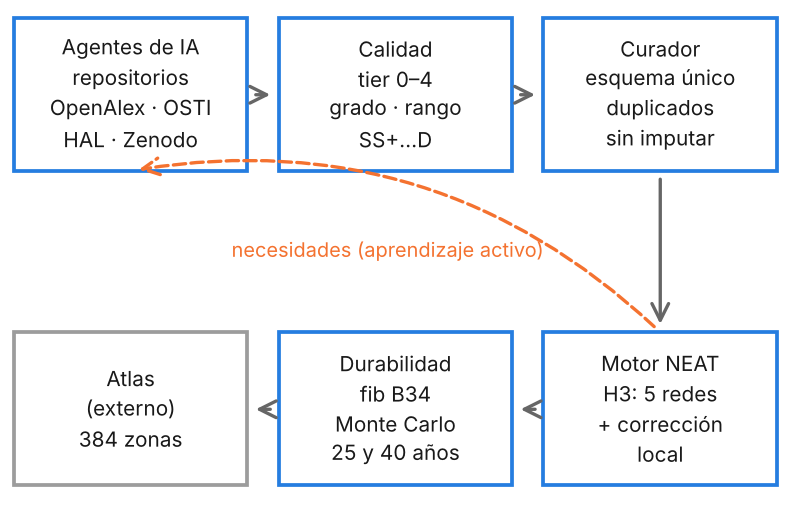 Agentes de IA
repositorios
OpenAlex · OSTI
HAL · Zenodo
Calidad
tier 0–4
grado · rango
SS+...D
Curador
esquema único
duplicados
sin imputar
necesidades (aprendizaje activo)
Atlas
(externo)
384 zonas
Durabilidad
fib B34
Monte Carlo
25 y 40 años
Motor NEAT
H3: 5 redes
+ corrección
local